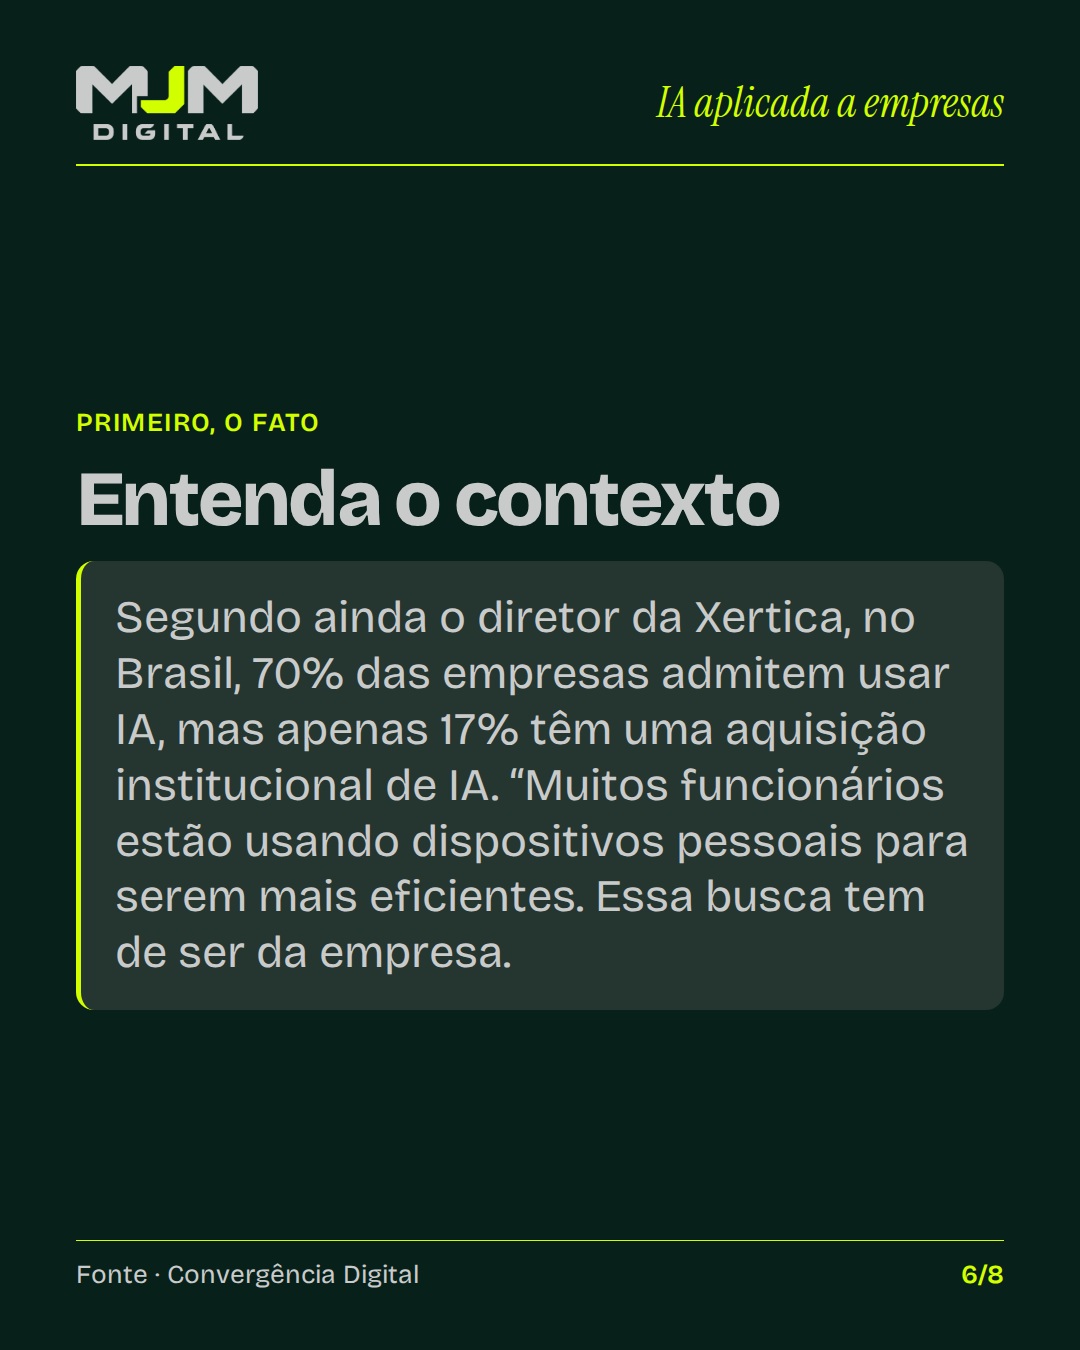 MJM
DIGITAL
IA aplicada a empresas
PRIMEIRO, O FATO
Entenda o contexto
Segundo ainda o diretor da Xertica, no
Brasil, 70% das empresas admitem usar
IA, mas apenas 17% têm uma aquisição
institucional de IA. “Muitos funcionários
estão usando dispositivos pessoais para
serem mais eficientes. Essa busca tem
de ser da empresa.
Fonte · Convergência Digital
6/8